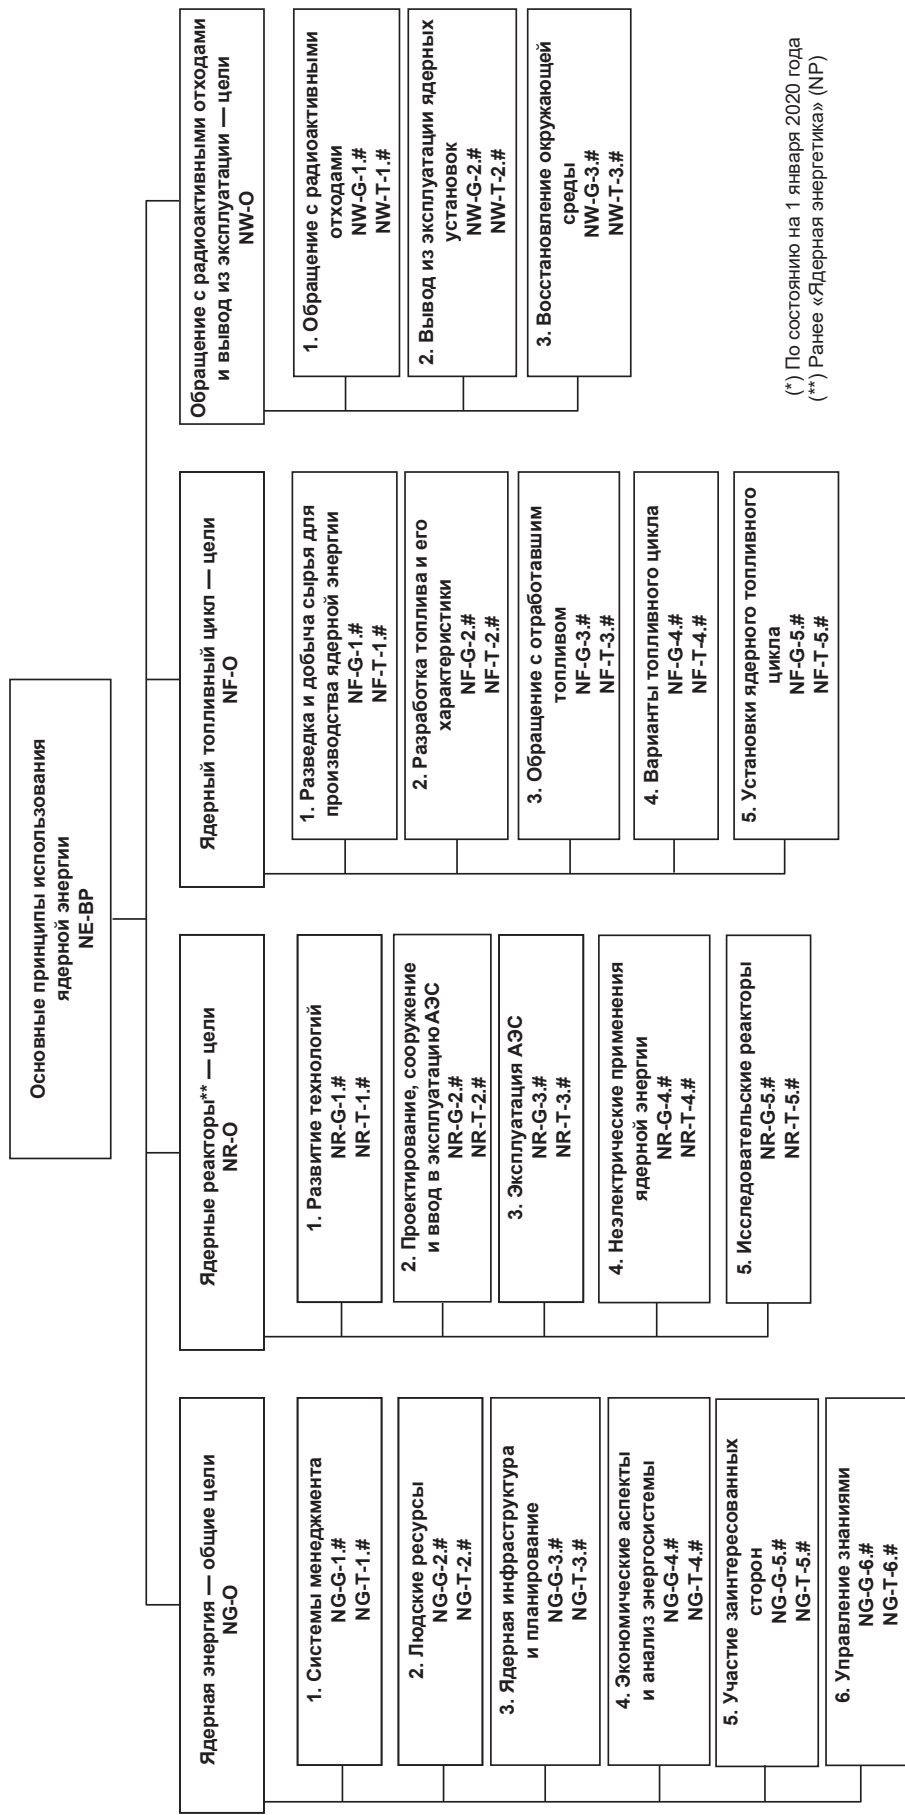 Основные принципы использования
ядерной энергии
NE-BP
Ядерная энергия — общие цели
NG-O
1. Системы менеджмента
NG-G-1.#
NG-T-1.#
2. Людские ресурсы
NG-G-2.#
NG-T-2.#
3. Ядерная инфраструктура
и планирование
NG-G-3.#
NG-T-3.#
4. Экономические аспекты
и анализ энергосистемы
NG-G-4.#
NG-T-4.#
5. Участие заинтересованных
сторон
NG-G-5.#
NG-T-5.#
6. Управление знаниями
NG-G-6.#
NG-T-6.#
Ядерные реакторы** — цели
NR-O
1. Развитие технологий
NR-G-1.#
NR-T-1.#
2. Проектирование, сооружение
и ввод в эксплуатацию АЭС
NR-G-2.#
NR-T-2.#
3. Эксплуатация АЭС
NR-G-3.#
NR-T-3.#
4. Неэлектрические применения
ядерной энергии
NR-G-4.#
NR-T-4.#
5. Исследовательские реакторы
NR-G-5.#
NR-T-5.#
Ядерный топливный цикл — цели
NF-O
1. Разведка и добыча сырья для
производства ядерной энергии
NF-G-1.#
NF-T-1.#
2. Разработка топлива и его
характеристики
NF-G-2.#
NF-T-2.#
3. Обращение с отработавшим
топливом
NF-G-3.#
NF-T-3.#
4. Варианты топливного цикла
NF-G-4.#
NF-T-4.#
5. Установки ядерного топливного
цикла
NF-G-5.#
NF-T-5.#
Обращение с радиоактивными отходами
и вывод из эксплуатации — цели
NW-O
1. Обращение с радиоактивными
отходами
NW-G-1.#
NW-T-1.#
2. Вывод из эксплуатации ядерных
установок
NW-G-2.#
NW-T-2.#
3. Восстановление окружающей
среды
NW-G-3.#
NW-T-3.#
(*) По состоянию на 1 января 2020 года
(**) Ранее «Ядерная энергетика» (NP)